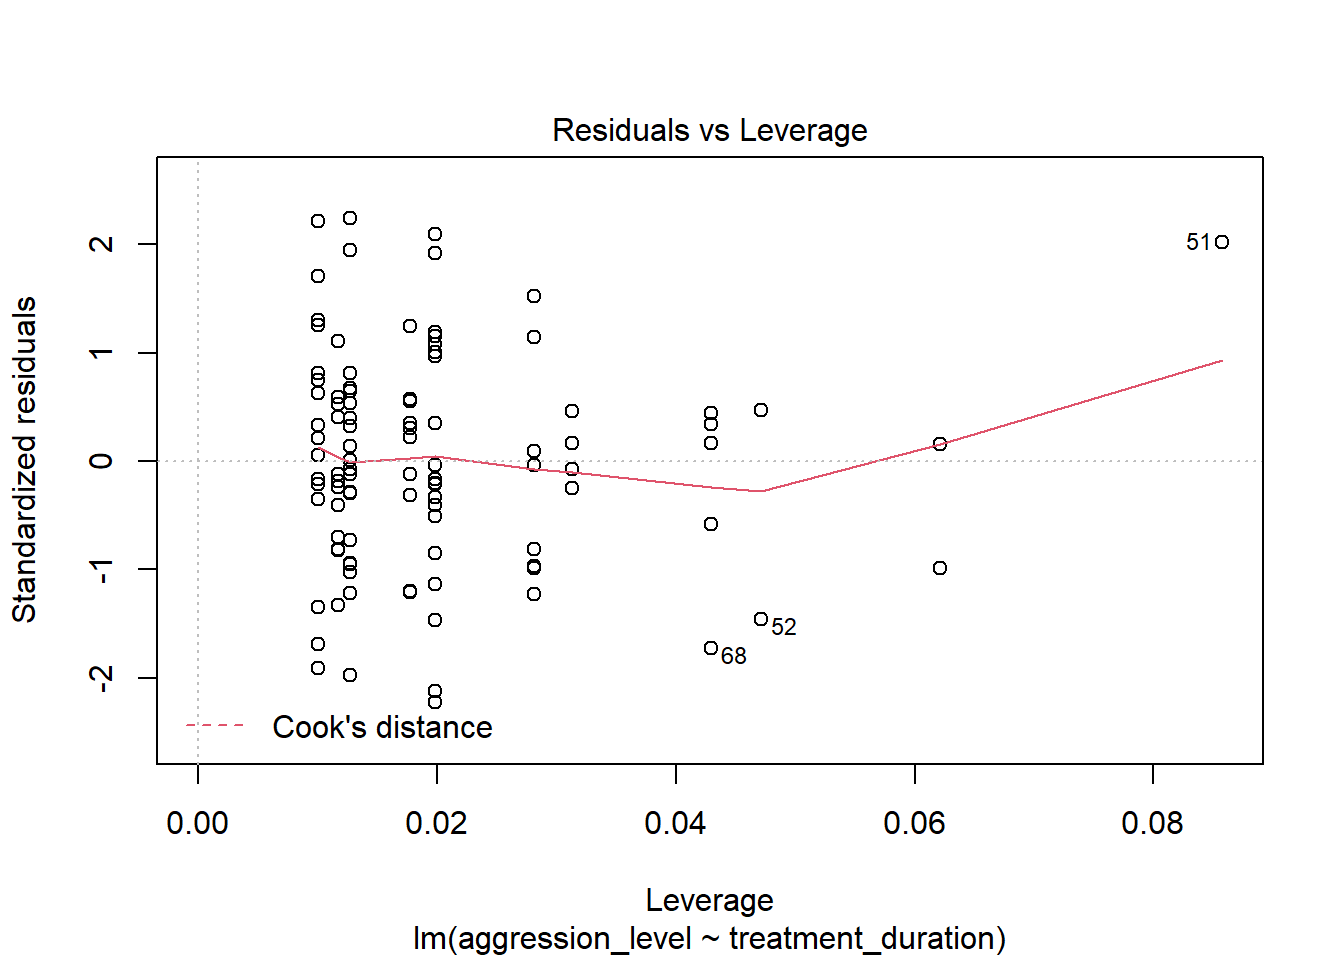 Residuals vs Leverage
Standardized residuals
2
1
0
-1
-2
51
52
68
Cook's distance
0.00 0.02 0.04 0.06 0.08
Leverage
lm(aggression_level ~ treatment_duration)